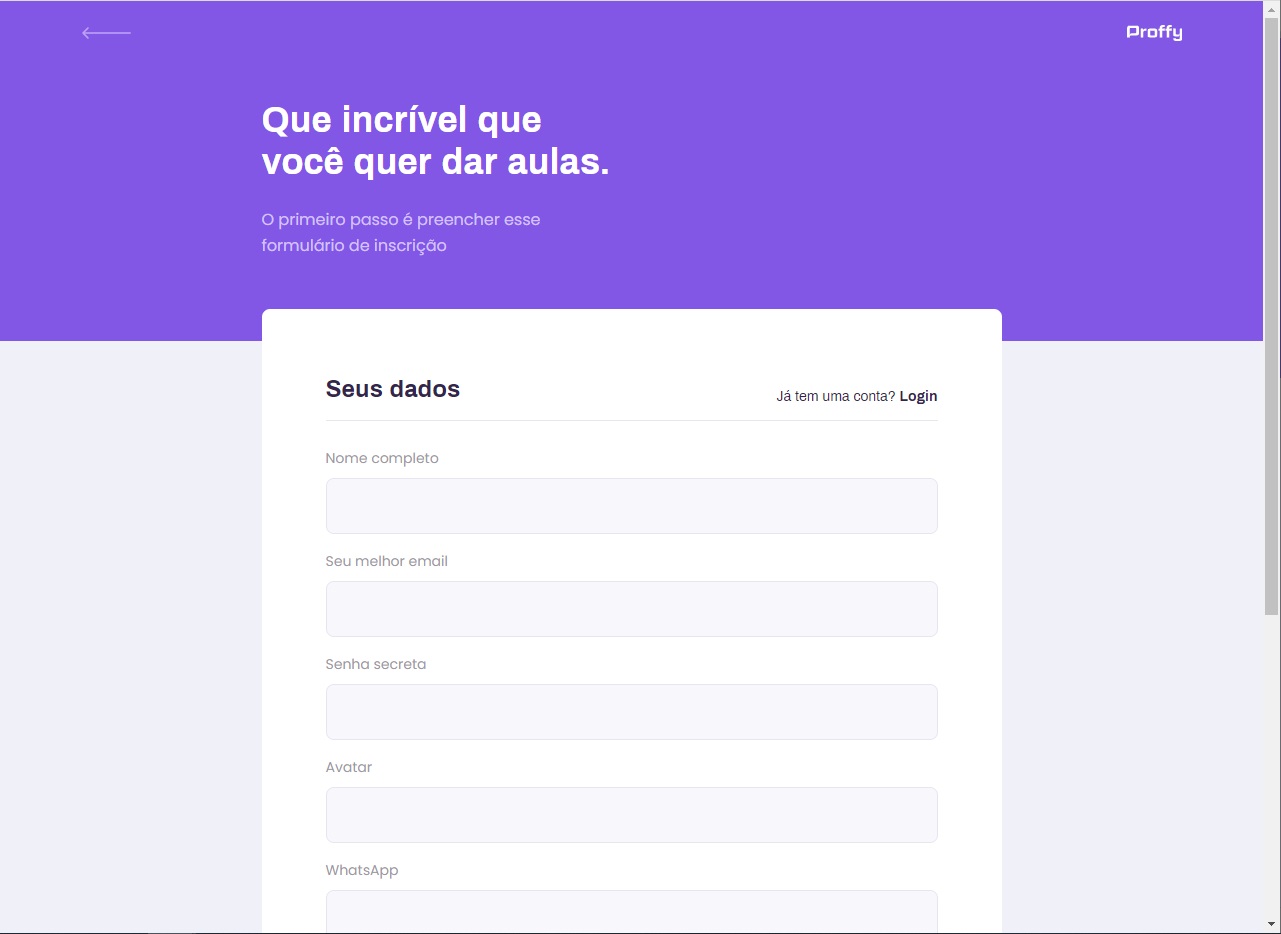 Proffy
Que incrível que
você quer dar aulas.
O primeiro passo é preencher esse
formulário de inscrição
Seus dados
Já tem uma conta? Login
Nome completo
Seu melhor email
Senha secreta
Avatar
WhatsApp